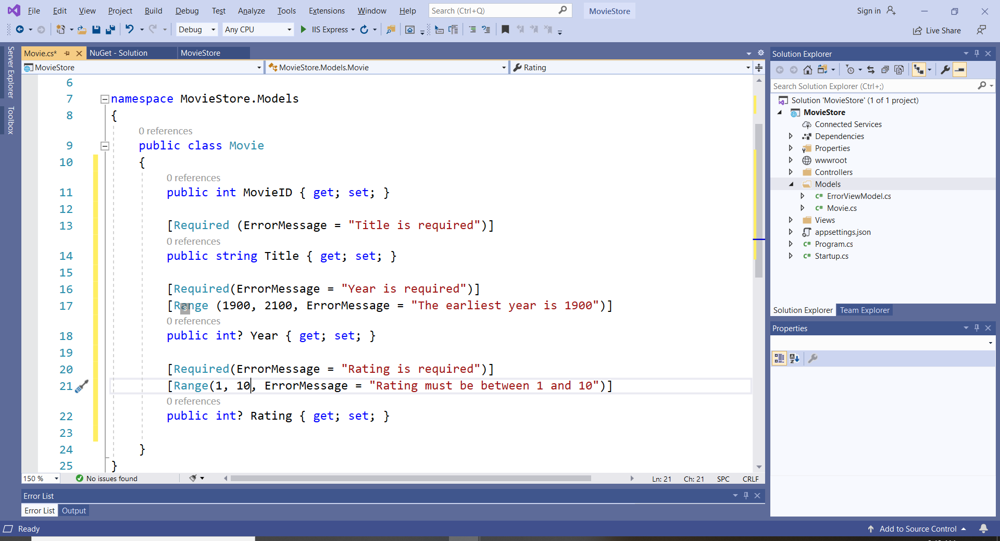 File Edit View Project Build Debug Test Analyze Tools Extensions Window Help Search (Ctrl+Q) MovieStore Sign in
Debug Any CPU IIS Express Live Share
Server Explorer
Toolbox
Movie.cs* NuGet - Solution MovieStore
MovieStore MovieStore.Models.Movie Rating
6
7 namespace MovieStore.Models
8 {
0 references
9 public class Movie
10 {
0 references
11 public int MovieID { get; set; }
12
13 [Required (ErrorMessage = "Title is required")]
0 references
14 public string Title { get; set; }
15
16 [Required(ErrorMessage = "Year is required")]
17 [Range (1900, 2100, ErrorMessage = "The earliest year is 1900")]
3
0 references
18 public int? Year { get; set; }
19
20 [Required(ErrorMessage = "Rating is required")]
21 [Range(1, 10, ErrorMessage = "Rating must be between 1 and 10")]
0 references
22 public int? Rating { get; set; }
23
24 }
25 }
150 % No issues found Ln: 21 Ch: 21 SPC CRLF
Error List
Error List Output
Solution Explorer
Search Solution Explorer (Ctrl+;)
Solution 'MovieStore' (1 of 1 project)
MovieStore
Connected Services
Dependencies
Properties
wwwroot
Controllers
Models
C# ErrorViewModel.cs
C# Movie.cs
Views
appsettings.json
C# Program.cs
C# Startup.cs
Solution Explorer Team Explorer
Properties
Ready Add to Source Control